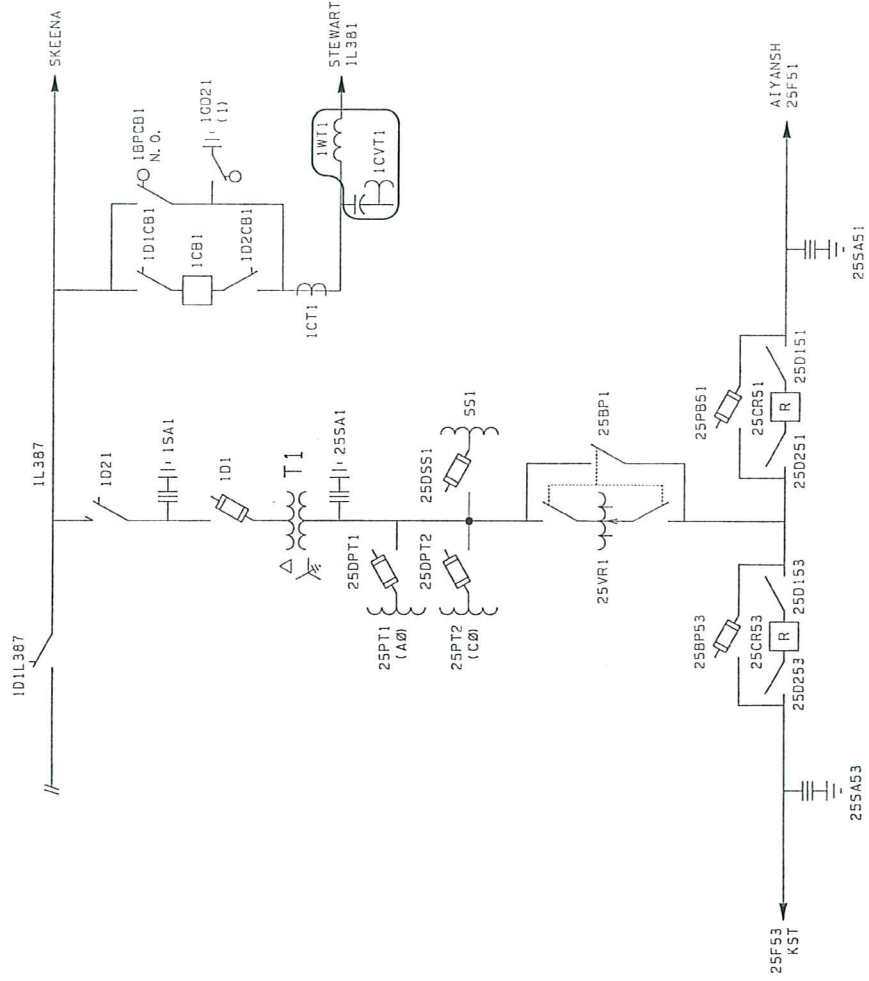 SKEENA
1L387
1D1L387
1BPCB1
N.O.
1GD21
(1)
1D1CB1
1CB1
1D2CB1
1CT1
STEWART
1L381
1WT1
1CVT1
1D21
1SA1
1D1
T1
25SA1
25DPT1
25PT1
(AØ)
25DPT2
25PT2
(CØ)
25DSS1
SS1
25BP1
25VR1
AIYANSH
25F51
25SA51
25PB51
25CR51
R
25D151
25D251
25BP53
25CR53
R
25D153
25D253
25SA53
25F53
KST